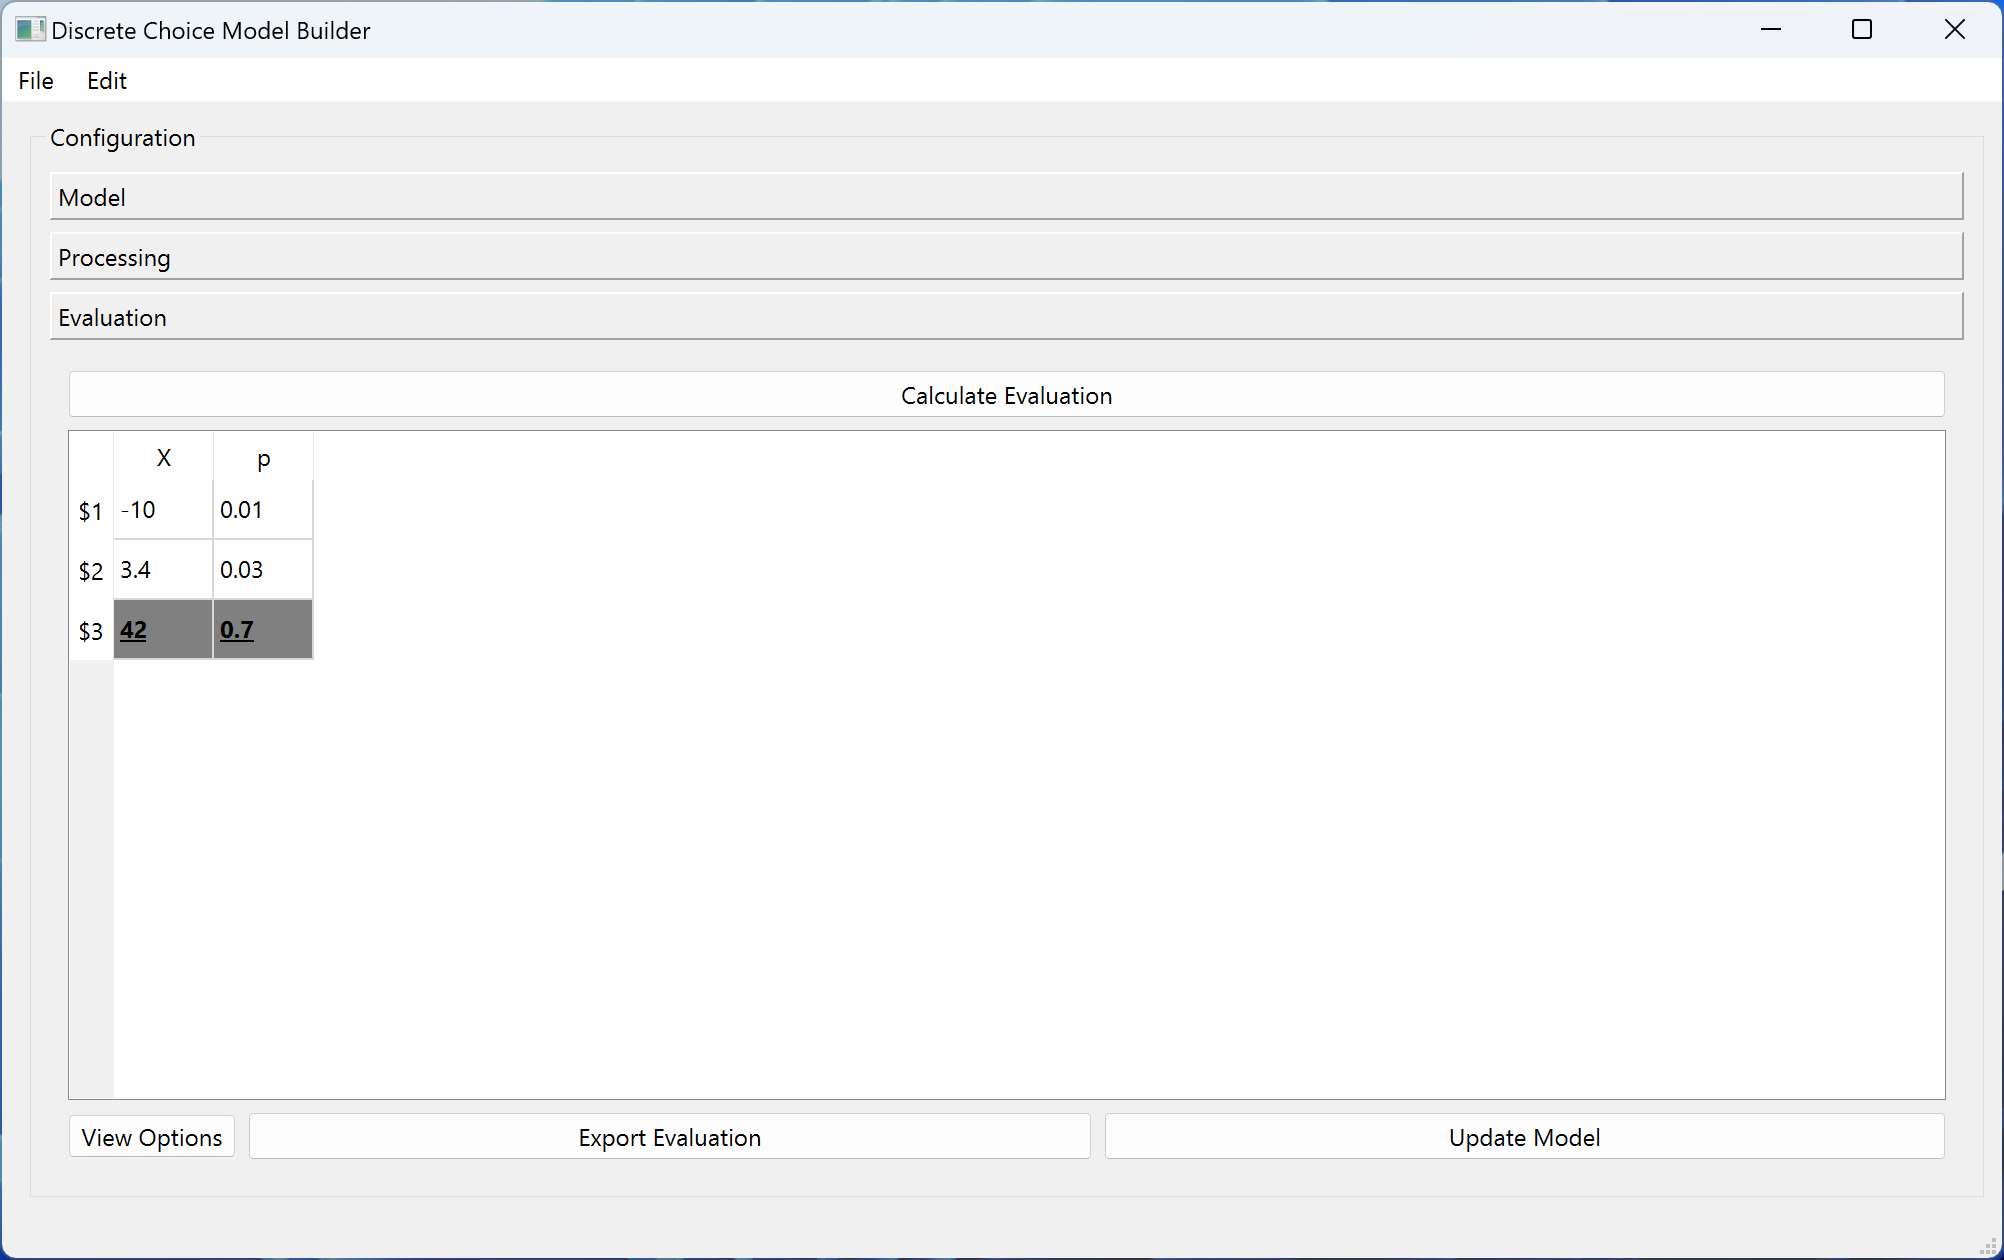 Discrete Choice Model Builder
File Edit
Configuration
Model
Processing
Evaluation
Calculate Evaluation
X p
$1 -10 0.01
$2 3.4 0.03
$3 42 0.7
View Options Export Evaluation Update Model